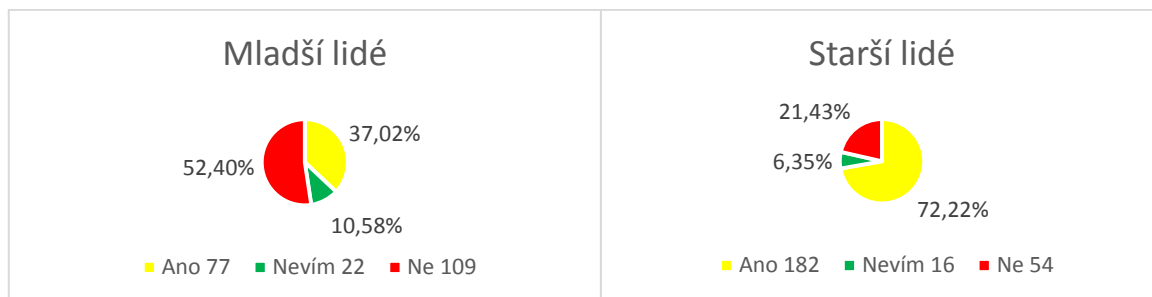 Mladší lidé
37,02%
52,40%
10,58%
Ano 77 Nevím 22 Ne 109
Starší lidé
21,43%
6,35%
72,22%
Ano 182 Nevím 16 Ne 54